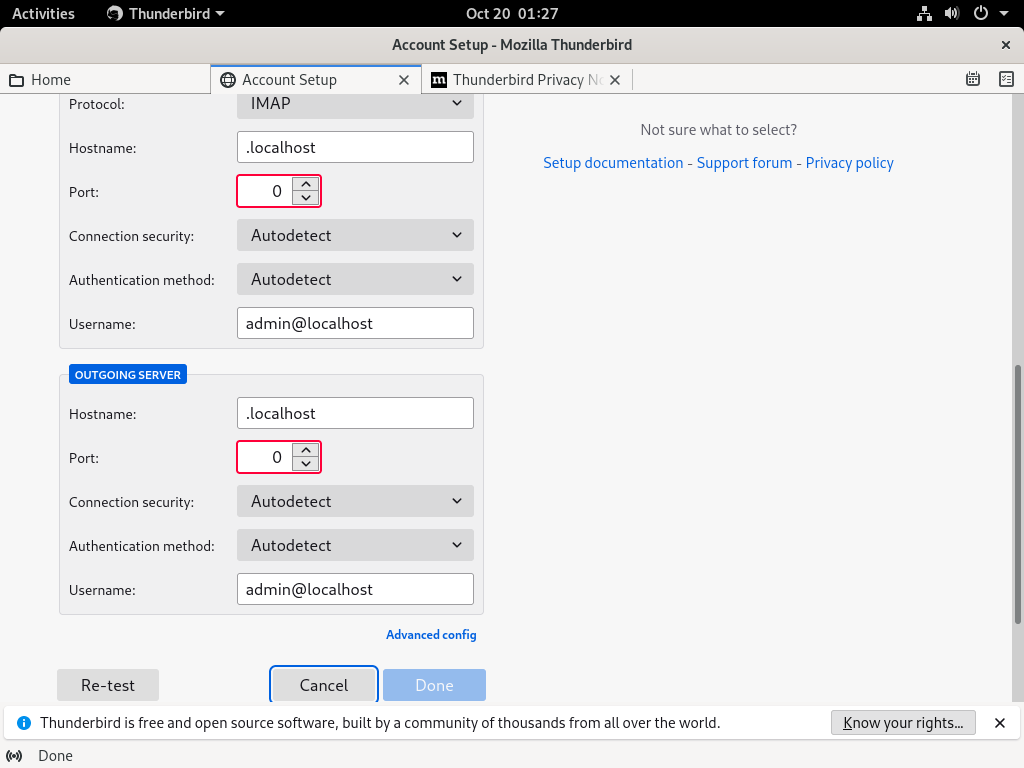 Activities Thunderbird Oct 20 01:27
Account Setup - Mozilla Thunderbird
Home Account Setup Thunderbird Privacy No
Protocol: IMAP
Not sure what to select?
Hostname: .localhost
Setup documentation - Support forum - Privacy policy
Port: 0
Connection security: Autodetect
Authentication method: Autodetect
Username: admin@localhost
OUTGOING SERVER
Hostname: .localhost
Port: 0
Connection security: Autodetect
Authentication method: Autodetect
Username: admin@localhost
Advanced config
Re-test Cancel Done
Thunderbird is free and open source software, built by a community of thousands from all over the world. Know your rights...
Done